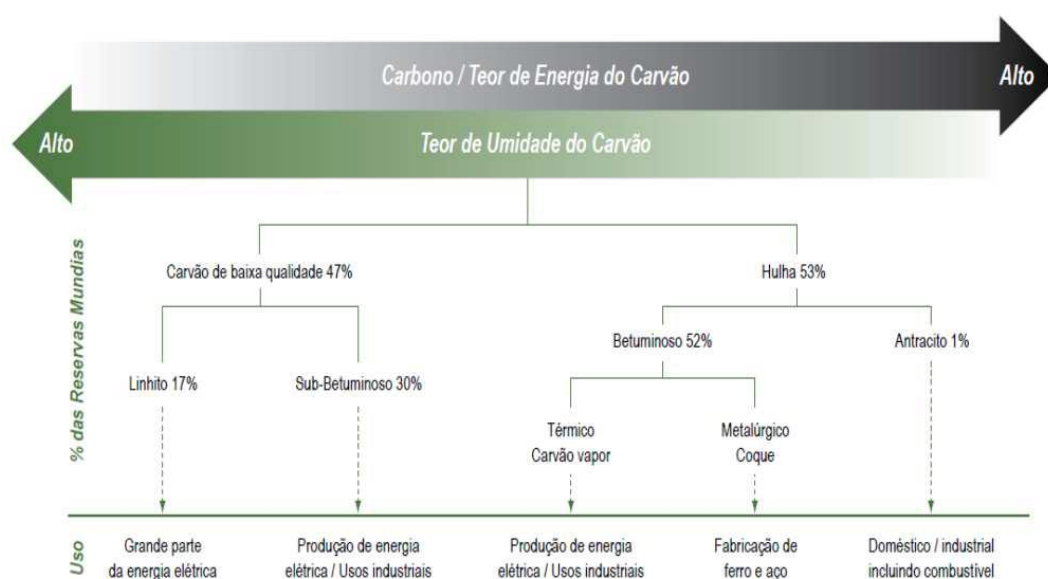 Carbono / Teor de Energia do Carvão
Alto
Alto
Teor de Umidade do Carvão
% das Reservas Mundias
Carvão de baixa qualidade 47%
Hulha 53%
Betuminoso 52%
Antracito 1%
Linhito 17%
Sub-Betuminoso 30%
Térmico
Carvão vapor
Metalúrgico
Coque
Uso
Grande parte
da energia elétrica
Produção de energia
elétrica / Usos industriais
Produção de energia
elétrica / Usos industriais
Fabricação de
ferro e aço
Doméstico / industrial
incluindo combustível